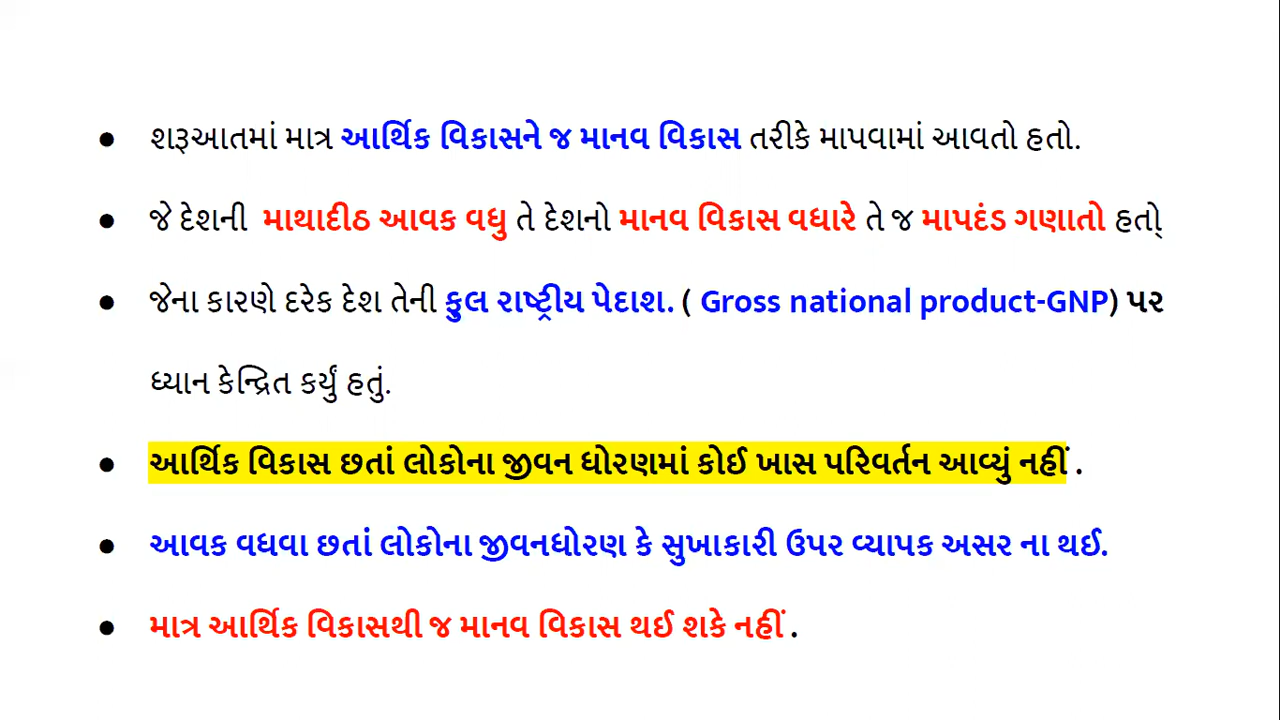 ● શરૂઆતમાં માત્ર આર્થિક વિકાસને જ માનવ વિકાસ તરીકે માપવામાં આવતો હતો.
● જે દેશની માથાદીઠ આવક વધુ તે દેશનો માનવ વિકાસ વધારે તે જ માપદંડ ગણાતો હતો્
● જેના કારણે દરેક દેશ તેની કુલ રાષ્ટ્રીય પેદાશ. ( Gross national product-GNP) પર
ધ્યાન કેન્દ્રિત કર્યું હતું.
● આર્થિક વિકાસ છતાં લોકોના જીવન ધોરણમાં કોઈ ખાસ પરિવર્તન આવ્યું નહીં .
● આવક વધવા છતાં લોકોના જીવનધોરણ કે સુખાકારી ઉપર વ્યાપક અસર ના થઈ.
● માત્ર આર્થિક વિકાસથી જ માનવ વિકાસ થઈ શકે નહીં .